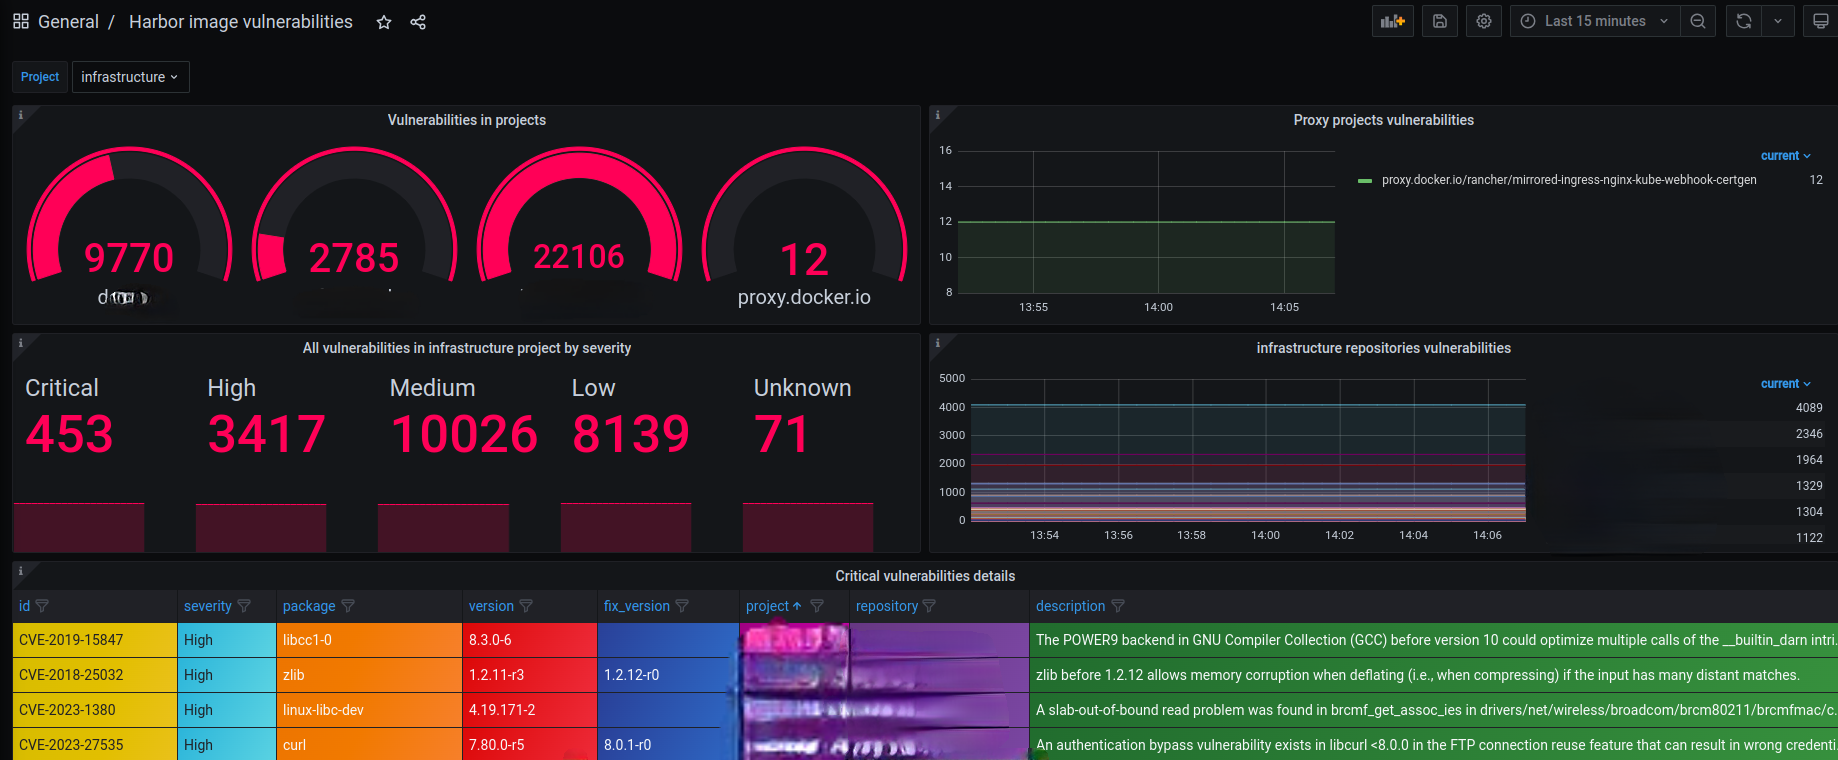 General / Harbor image vulnerabilities
Last 15 minutes
Project infrastructure
Vulnerabilities in projects
9770
2785
22106
12
proxy.docker.io
Proxy projects vulnerabilities
16
14
12
10
8
13:55 14:00 14:05
current
proxy.docker.io/rancher/mirrored-ingress-nginx-kube-webhook-certgen 12
All vulnerabilities in infrastructure project by severity
Critical High Medium Low Unknown
453 3417 10026 8139 71
infrastructure repositories vulnerabilities
5000
4000
3000
2000
1000
0
13:54 13:56 13:58 14:00 14:02 14:04 14:06
current
4089
2346
1964
1329
1304
1122
Critical vulnerabilities details
id severity package version fix_version project repository description
CVE-2019-15847 High libcc1-0 8.3.0-6 The POWER9 backend in GNU Compiler Collection (GCC) before version 10 could optimize multiple calls of the __builtin_darn intri...
CVE-2018-25032 High zlib 1.2.11-r3 1.2.12-r0 zlib before 1.2.12 allows memory corruption when deflating (i.e., when compressing) if the input has many distant matches.
CVE-2023-1380 High linux-libc-dev 4.19.171-2 A slab-out-of-bound read problem was found in brcmf_get_assoc_ies in drivers/net/wireless/broadcom/brcm80211/brcmfmac/c...
CVE-2023-27535 High curl 7.80.0-r5 8.0.1-r0 An authentication bypass vulnerability exists in libcurl <8.0.0 in the FTP connection reuse feature that can result in wrong credenti...